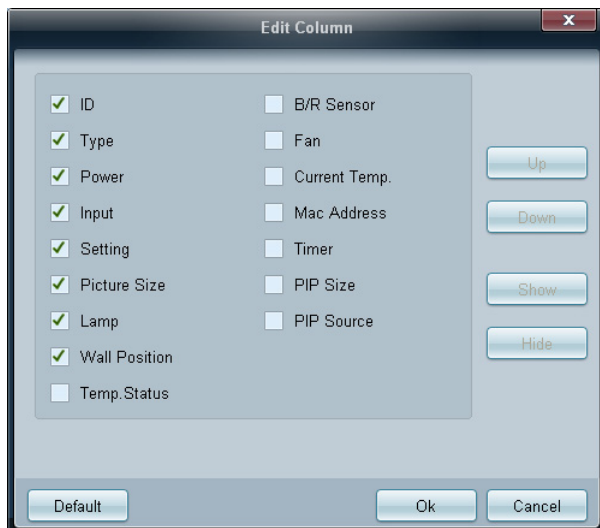 Edit Column
ID
Type
Power
Input
Setting
Picture Size
Lamp
Wall Position
Temp.Status
B/R Sensor
Fan
Current Temp.
Mac Address
Timer
PIP Size
PIP Source
Up
Down
Show
Hide
Default
Ok
Cancel